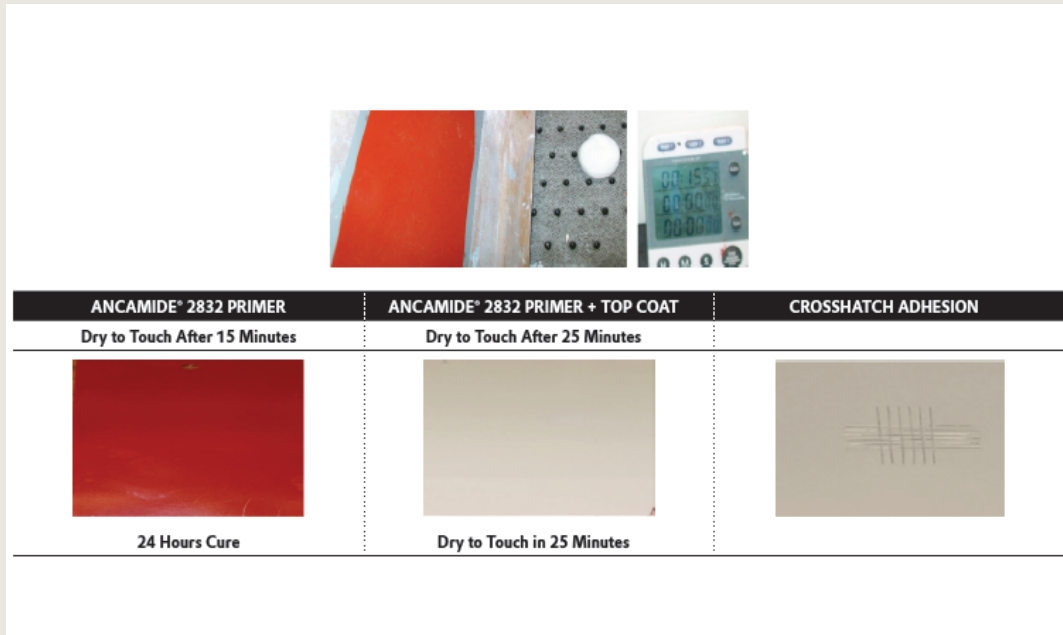 ANCAMIDE® 2832 PRIMER
ANCAMIDE® 2832 PRIMER + TOP COAT
CROSSHATCH ADHESION
Dry to Touch After 15 Minutes
Dry to Touch After 25 Minutes
24 Hours Cure
Dry to Touch in 25 Minutes